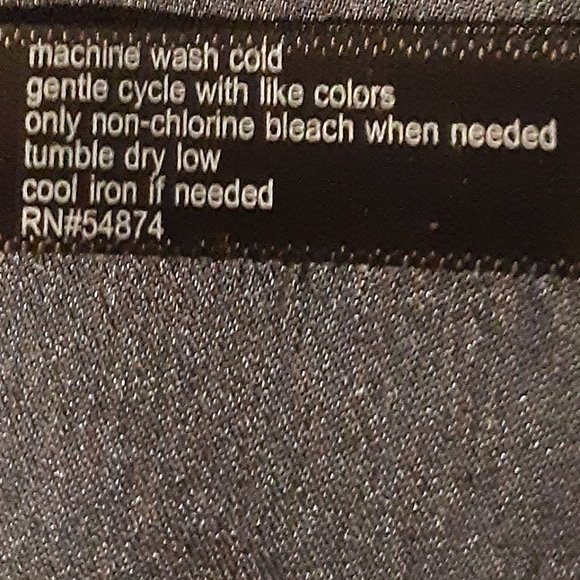 machine wash cold
gentle cycle with like colors
only non-chlorine bleach when needed
tumble dry low
cool iron if needed
RN#54874